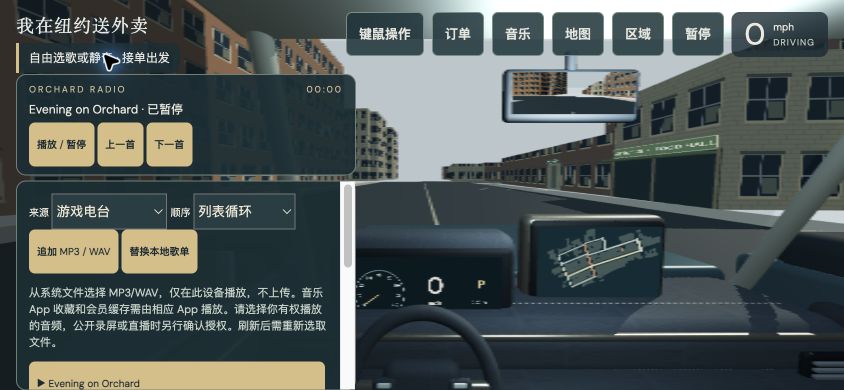 我在纽约送外卖
自由选歌或静 接单出发
键鼠操作
订单
音乐
地图
区域
暂停
0 mph
DRIVING
ORCHARD RADIO 00:00
Evening on Orchard · 已暂停
播放 / 暂停
上一首
下一首
来源 游戏电台 顺序 列表循环
追加 MP3 / WAV
替换本地歌单
从系统文件选择 MP3/WAV，仅在此设备播放，不上传。音乐
App 收藏和会员缓存需由相应 App 播放。请选择你有权播放
的音频，公开录屏或直播时另行确认授权。刷新后需重新选取
文件。
▶ Evening on Orchard
0
P